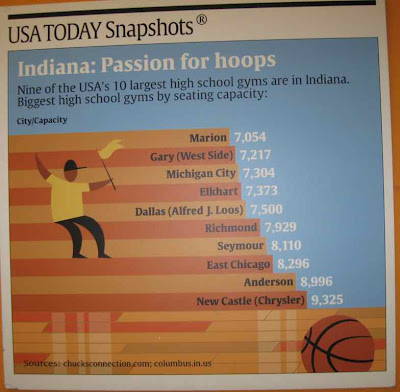 USA TODAY Snapshots®
Indiana: Passion for hoops
Nine of the USA's 10 largest high school gyms are in Indiana.
Biggest high school gyms by seating capacity:
City/Capacity
Marion 7,054
Gary (West Side) 7,217
Michigan City 7,304
Elkhart 7,373
Dallas (Alfred J. Loos) 7,500
Richmond 7,929
Seymour 8,110
East Chicago 8,296
Anderson 8,996
New Castle (Chrysler) 9,325
Sources: chucksconnection.com; columbus.in.us